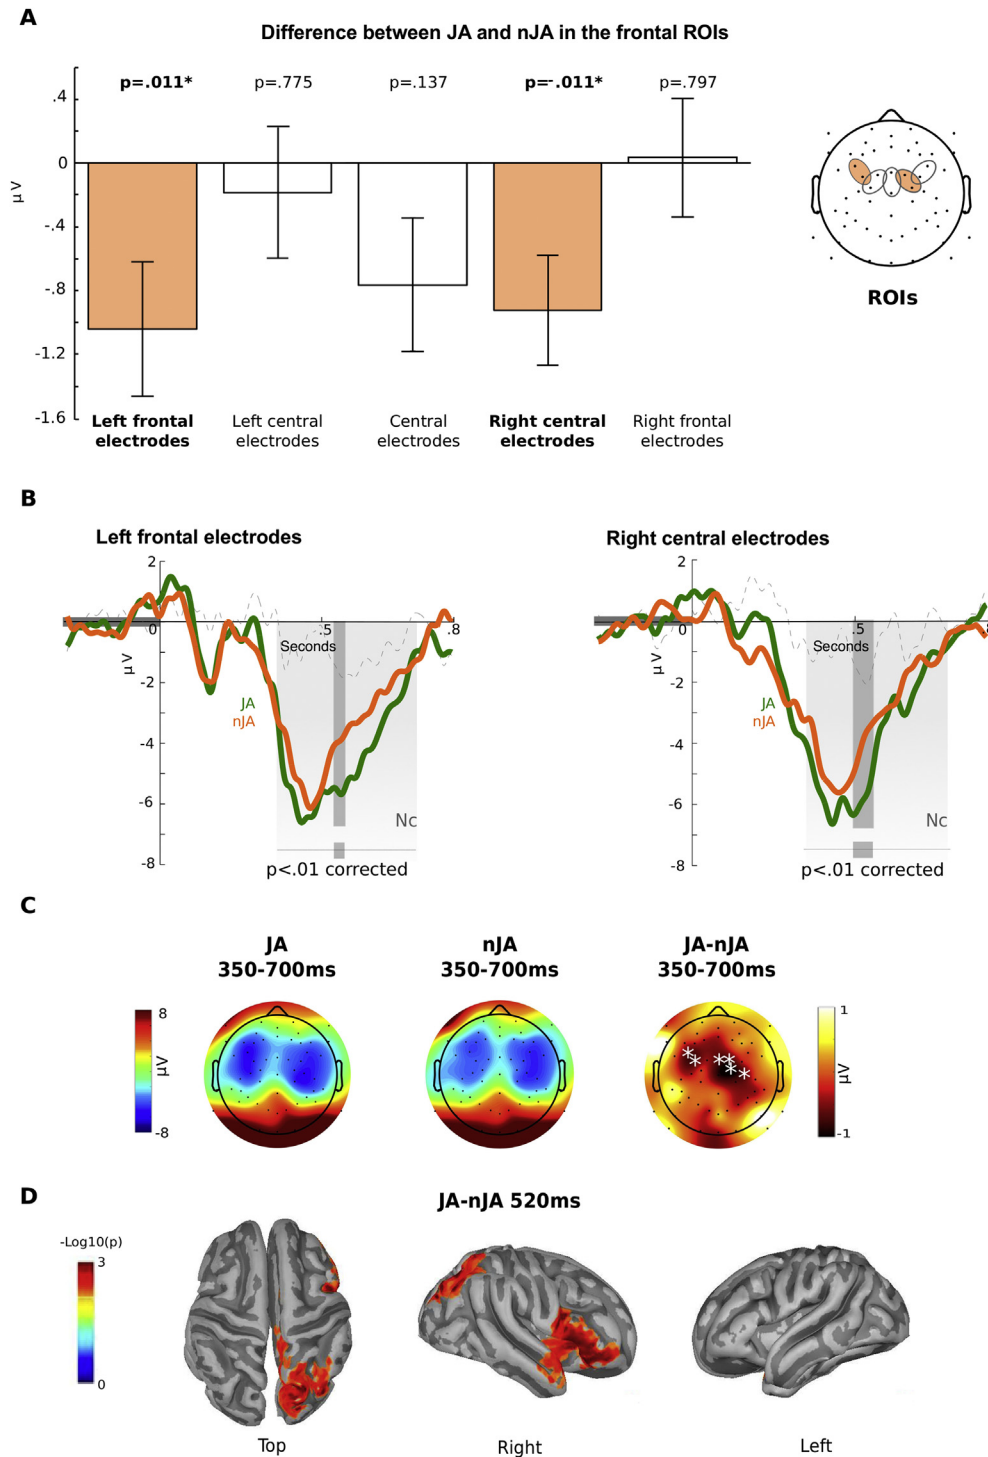 A
Difference between JA and nJA in the frontal ROIs
p=.011* p=.775 p=.137 p=-.011* p=.797
.4
0
-.4
-.8
-1.2
-1.6
μV
Left frontal electrodes
Left central electrodes
Central electrodes
Right central electrodes
Right frontal electrodes
ROIs
B
Left frontal electrodes
2
0
-2
-4
-6
-8
μV
.5
.8
Seconds
JA
nJA
Nc
p<.01 corrected
Right central electrodes
2
0
-2
-4
-6
-8
μV
.5
Seconds
JA
nJA
Nc
p<.01 corrected
C
JA
350-700ms
nJA
350-700ms
JA-nJA
350-700ms
8
μV
-8
1
μV
-1
D
JA-nJA 520ms
-Log10(p)
3
0
Top
Right
Left